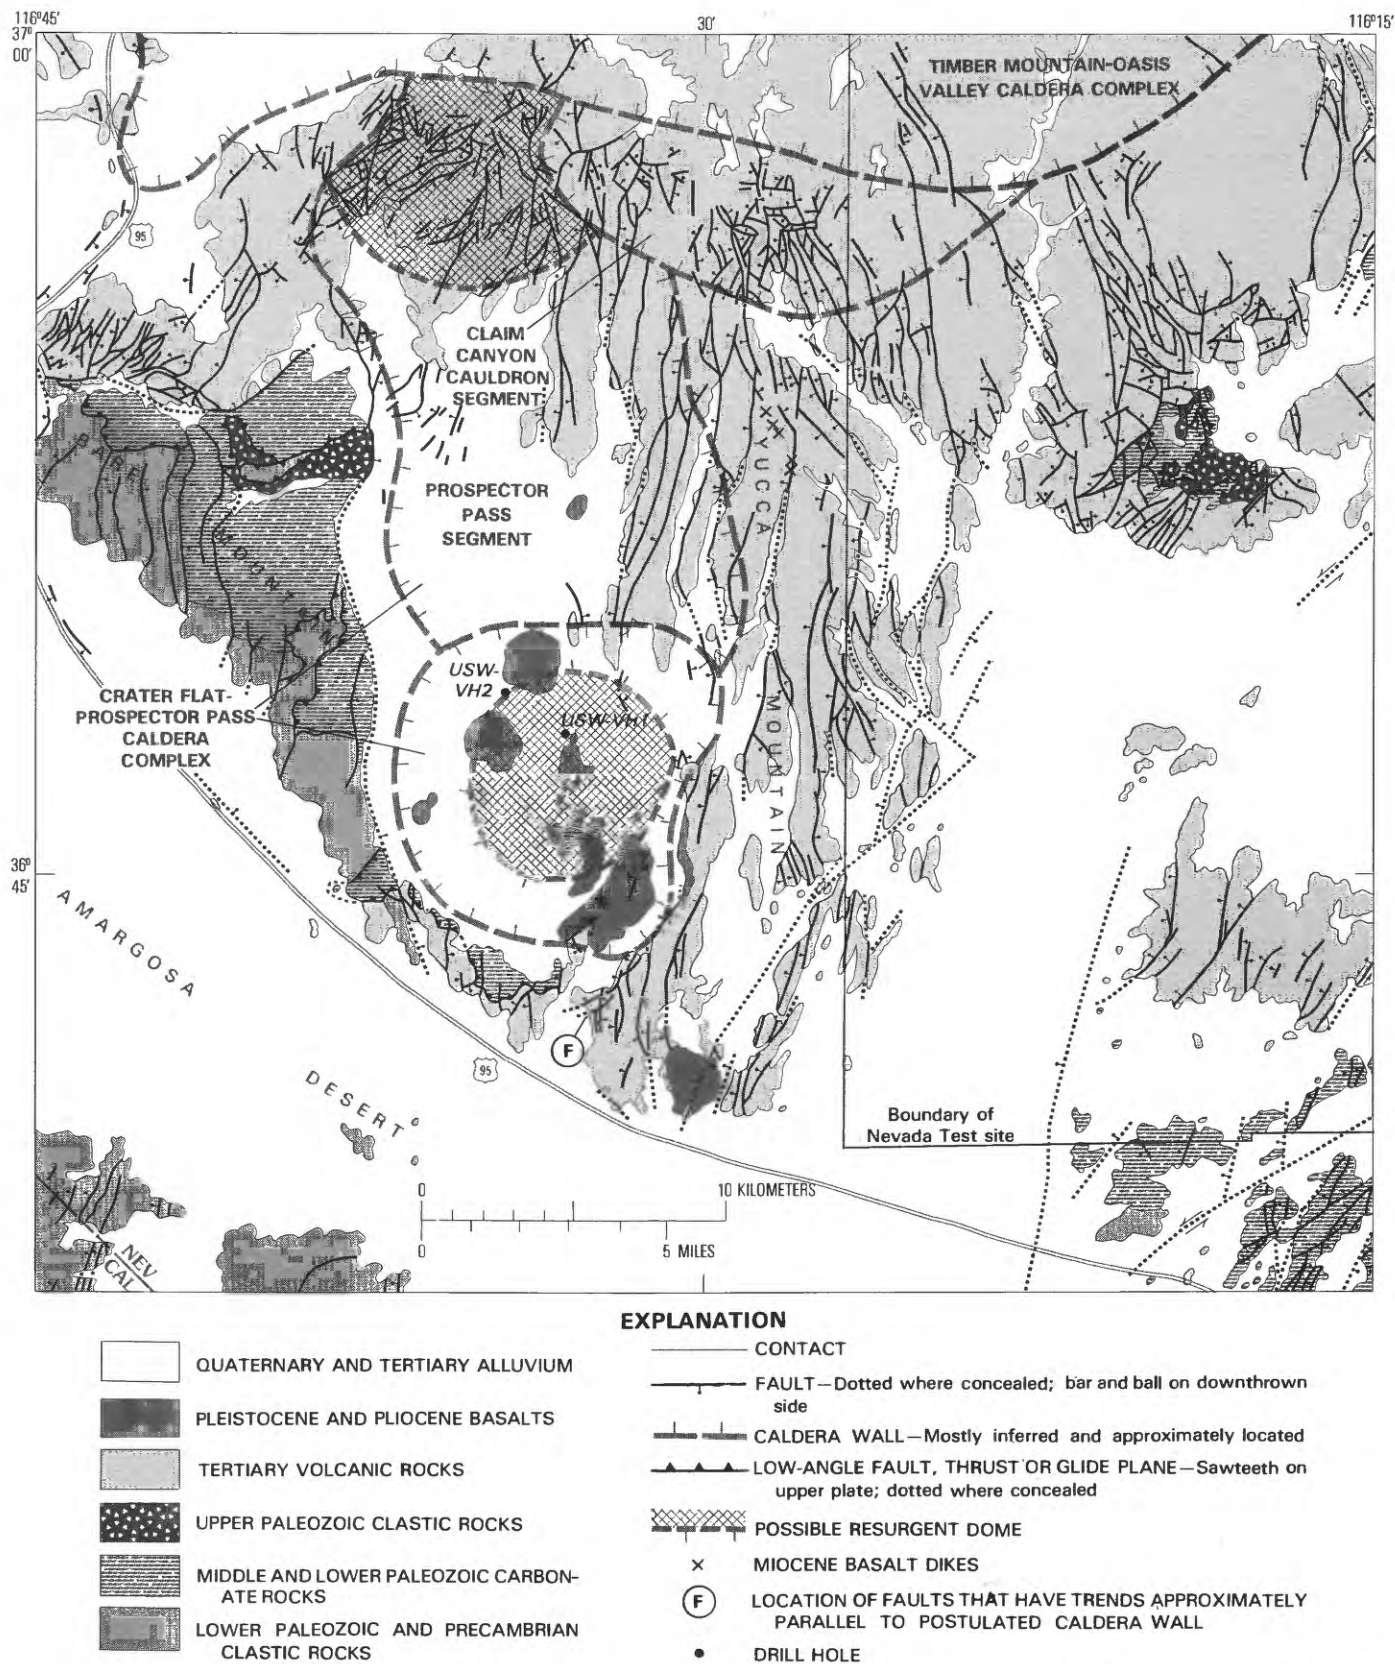 116°45'
30'
116°15'
37°
00'
TIMBER MOUNTAIN-OASIS
VALLEY CALDERA COMPLEX
95
CLAIM
CANYON
CAULDRON
SEGMENT
BARE
MOUNTAIN
YUCCA
MOUNTAIN
PROSPECTOR
PASS
SEGMENT
USW-
VH2
USW-VH1
CRATER FLAT-
PROSPECTOR PASS
CALDERA
COMPLEX
36°
45'
AMARGOSA
DESERT
F
95
Boundary of
Nevada Test site
0
10 KILOMETERS
0
5 MILES
NEV
CAL
EXPLANATION
QUATERNARY AND TERTIARY ALLUVIUM
PLEISTOCENE AND PLIOCENE BASALTS
TERTIARY VOLCANIC ROCKS
UPPER PALEOZOIC CLASTIC ROCKS
MIDDLE AND LOWER PALEOZOIC CARBON-
ATE ROCKS
LOWER PALEOZOIC AND PRECAMBRIAN
CLASTIC ROCKS
CONTACT
FAULT—Dotted where concealed; bar and ball on downthrown
side
CALDERA WALL—Mostly inferred and approximately located
LOW-ANGLE FAULT, THRUST OR GLIDE PLANE—Sawteeth on
upper plate; dotted where concealed
POSSIBLE RESURGENT DOME
MIOCENE BASALT DIKES
F LOCATION OF FAULTS THAT HAVE TRENDS APPROXIMATELY
PARALLEL TO POSTULATED CALDERA WALL
DRILL HOLE